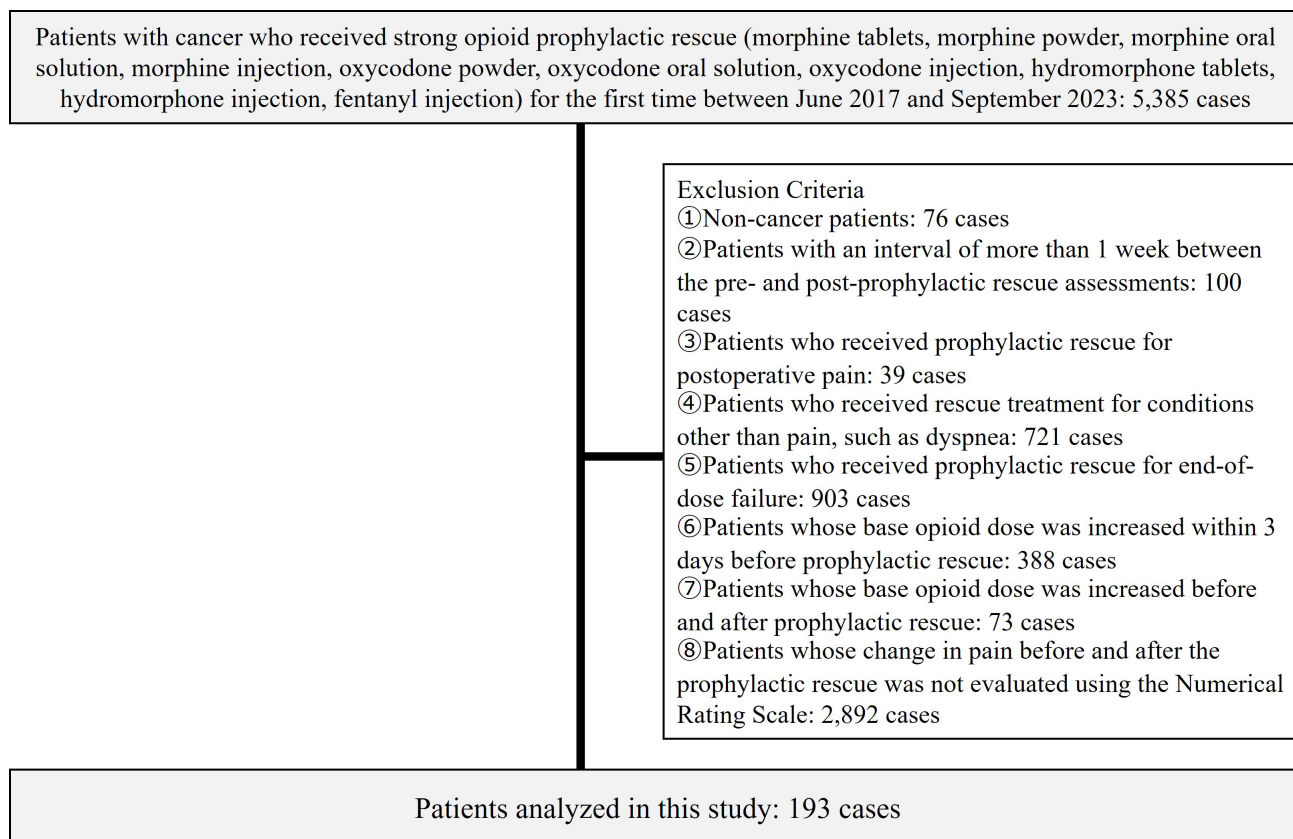 Patients with cancer who received strong opioid prophylactic rescue (morphine tablets, morphine powder, morphine oral
solution, morphine injection, oxycodone powder, oxycodone oral solution, oxycodone injection, hydromorphone tablets,
hydromorphone injection, fentanyl injection) for the first time between June 2017 and September 2023: 5,385 cases
Exclusion Criteria
①Non-cancer patients: 76 cases
②Patients with an interval of more than 1 week between
the pre- and post-prophylactic rescue assessments: 100
cases
③Patients who received prophylactic rescue for
postoperative pain: 39 cases
④Patients who received rescue treatment for conditions
other than pain, such as dyspnea: 721 cases
⑤Patients who received prophylactic rescue for end-of-
dose failure: 903 cases
⑥Patients whose base opioid dose was increased within 3
days before prophylactic rescue: 388 cases
⑦Patients whose base opioid dose was increased before
and after prophylactic rescue: 73 cases
⑧Patients whose change in pain before and after the
prophylactic rescue was not evaluated using the Numerical
Rating Scale: 2,892 cases
Patients analyzed in this study: 193 cases